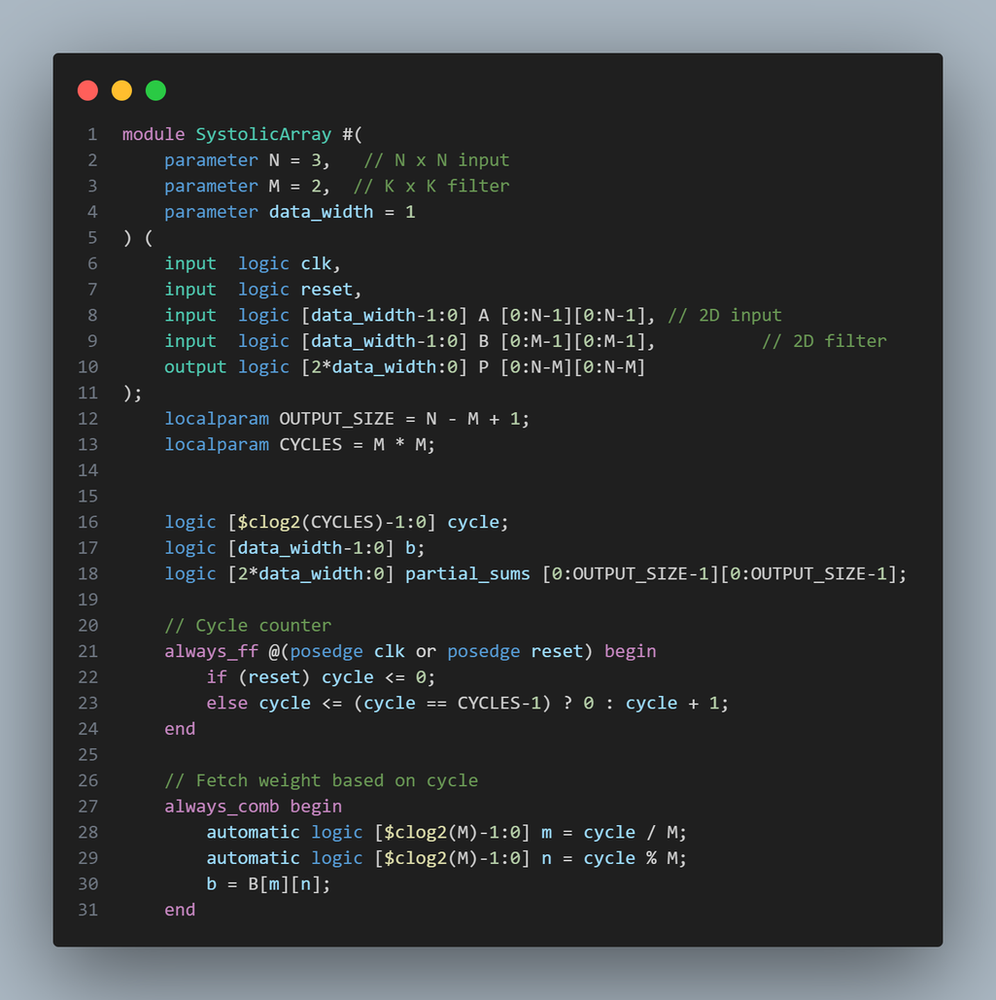 1 module SystolicArray #(
2     parameter N = 3,   // N x N input
3     parameter M = 2,  // K x K filter
4     parameter data_width = 1
5 ) (
6     input  logic clk,
7     input  logic reset,
8     input  logic [data_width-1:0] A [0:N-1][0:N-1], // 2D input
9     input  logic [data_width-1:0] B [0:M-1][0:M-1],          // 2D filter
10     output logic [2*data_width:0] P [0:N-M][0:N-M]
11 );
12     localparam OUTPUT_SIZE = N - M + 1;
13     localparam CYCLES = M * M;
14
15
16     logic [$clog2(CYCLES)-1:0] cycle;
17     logic [data_width-1:0] b;
18     logic [2*data_width:0] partial_sums [0:OUTPUT_SIZE-1][0:OUTPUT_SIZE-1];
19
20     // Cycle counter
21     always_ff @(posedge clk or posedge reset) begin
22         if (reset) cycle <= 0;
23         else cycle <= (cycle == CYCLES-1) ? 0 : cycle + 1;
24     end
25
26     // Fetch weight based on cycle
27     always_comb begin
28         automatic logic [$clog2(M)-1:0] m = cycle / M;
29         automatic logic [$clog2(M)-1:0] n = cycle % M;
30         b = B[m][n];
31     end